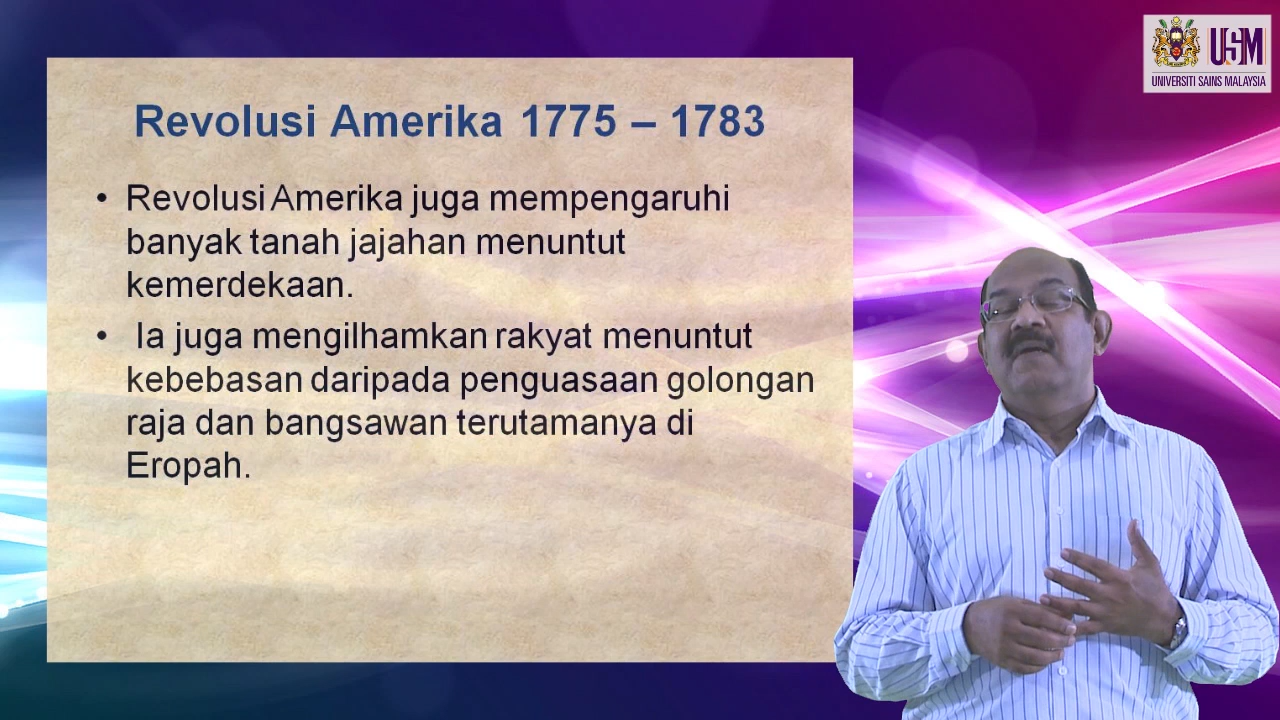 USM
UNIVERSITI SAINS MALAYSIA
Revolusi Amerika 1775 – 1783
• Revolusi Amerika juga mempengaruhi
banyak tanah jajahan menuntut
kemerdekaan.
• Ia juga mengilhamkan rakyat menuntut
kebebasan daripada penguasaan golongan
raja dan bangsawan terutamanya di
Eropah.